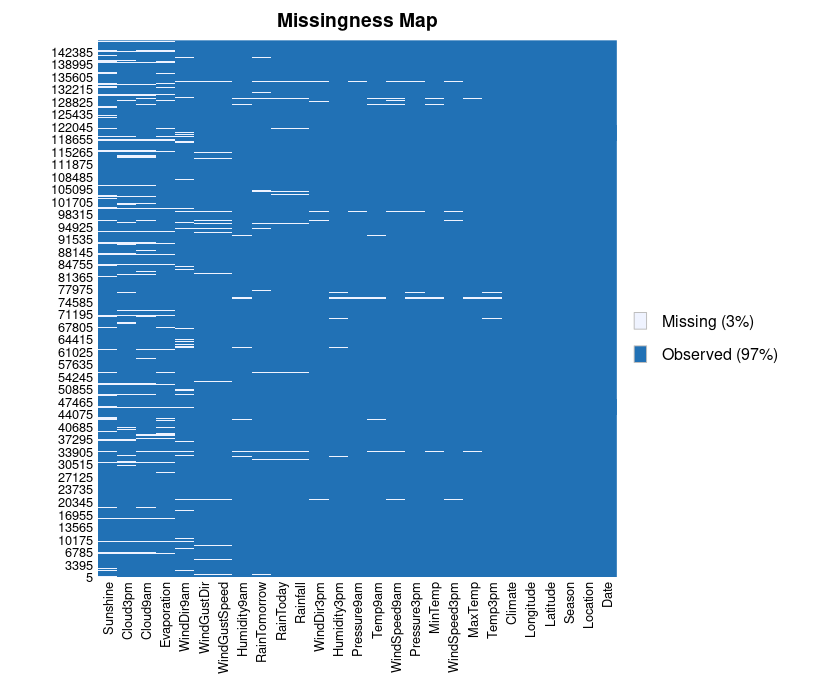 Missingness Map
142385
138995
135605
132215
128825
125435
122045
118655
115265
111875
108485
105095
101705
98315
94925
91535
88145
84755
81365
77975
74585
71195
67805
64415
61025
57635
54245
50855
47465
44075
40685
37295
33905
30515
27125
23735
20345
16955
13565
10175
6785
3395
5
Missing (3%)
Observed (97%)
Sunshine
Cloud3pm
Cloud9am
Evaporation
WindDir9am
WindGustDir
WindGustSpeed
Humidity9am
RainTomorrow
RainToday
Rainfall
WindDir3pm
Humidity3pm
Pressure9am
Temp9am
WindSpeed9am
Pressure3pm
MinTemp
WindSpeed3pm
MaxTemp
Temp3pm
Climate
Longitude
Latitude
Season
Location
Date